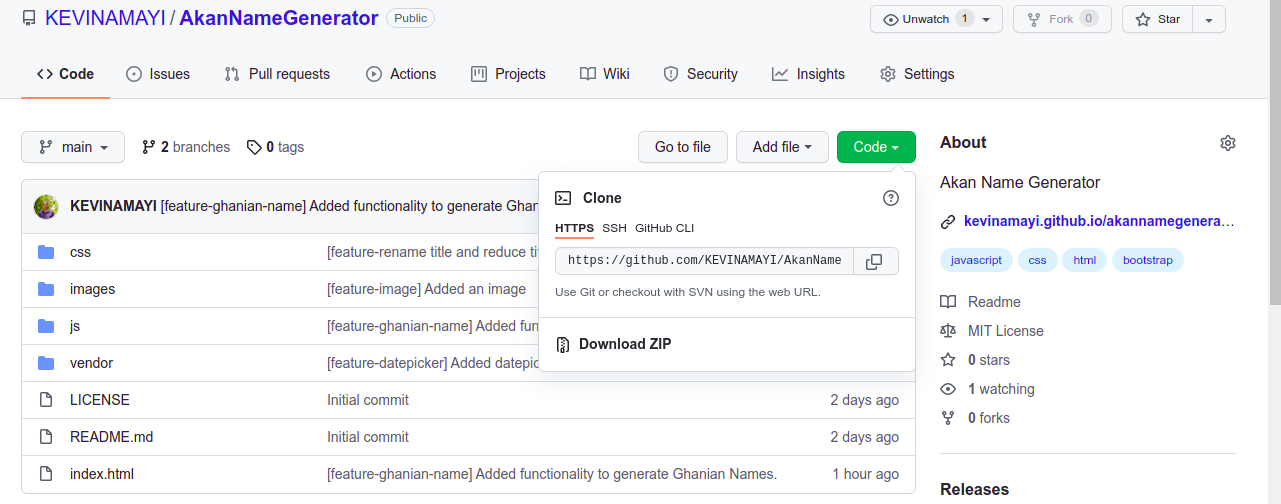 KEVINAMAYI / AkanNameGenerator Public
Unwatch 1 Fork 0 Star
Code Issues Pull requests Actions Projects Wiki Security Insights Settings
main 2 branches 0 tags Go to file Add file Code
KEVINAMAYI [feature-ghanian-name] Added functionality to generate Ghan
css [feature-rename title and reduce ti
images [feature-image] Added an image
js [feature-ghanian-name] Added fun
vendor [feature-datepicker] Added datepic
LICENSE Initial commit 2 days ago
README.md Initial commit 2 days ago
index.html [feature-ghanian-name] Added functionality to generate Ghanian Names. 1 hour ago
Clone
HTTPS SSH GitHub CLI
https://github.com/KEVINAMAYI/AkanName
Use Git or checkout with SVN using the web URL.
Download ZIP
About
Akan Name Generator
kevinamayi.github.io/akannamegenera...
javascript css html bootstrap
Readme
MIT License
0 stars
1 watching
0 forks
Releases